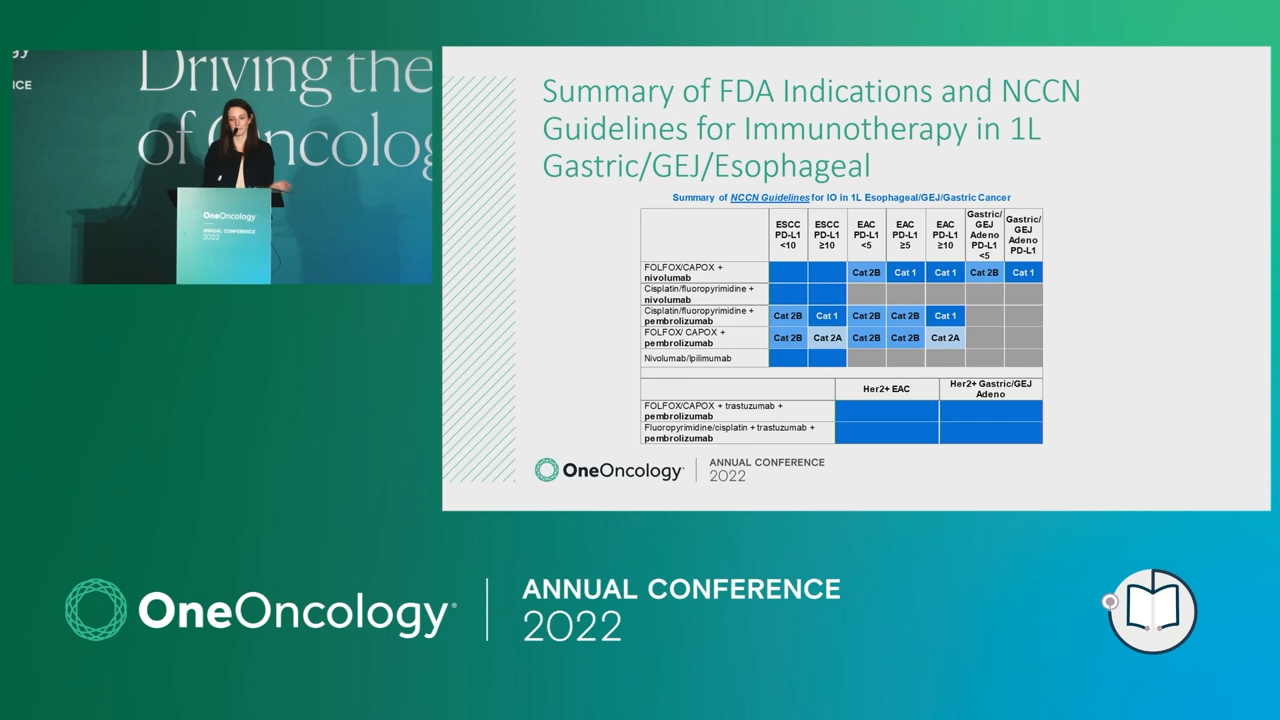 ICE
Driving the
of Oncolog
OneOncology
ANNUAL CONFERENCE
2022
Summary of FDA Indications and NCCN
Guidelines for Immunotherapy in 1L
Gastric/GEJ/Esophageal
Summary of NCCN Guidelines for IO in 1L Esophageal/GEJ/Gastric Cancer
ESCC PD-L1 <10
ESCC PD-L1 ≥10
EAC PD-L1 <5
EAC PD-L1 ≥5
EAC PD-L1 ≥10
Gastric/ GEJ Adeno PD-L1 <5
Gastric/ GEJ Adeno PD-L1
FOLFOX/CAPOX + nivolumab
Cat 2B Cat 1 Cat 1 Cat 2B Cat 1
Cisplatin/fluoropyrimidine + nivolumab
Cisplatin/fluoropyrimidine + pembrolizumab
Cat 2B Cat 1 Cat 2B Cat 2B Cat 1
FOLFOX/ CAPOX + pembrolizumab
Cat 2B Cat 2A Cat 2B Cat 2B Cat 2A
Nivolumab/Ipilimumab
Her2+ EAC
Her2+ Gastric/GEJ Adeno
FOLFOX/CAPOX + trastuzumab + pembrolizumab
Fluoropyrimidine/cisplatin + trastuzumab + pembrolizumab
OneOncology
ANNUAL CONFERENCE
2022
OneOncology
ANNUAL CONFERENCE
2022